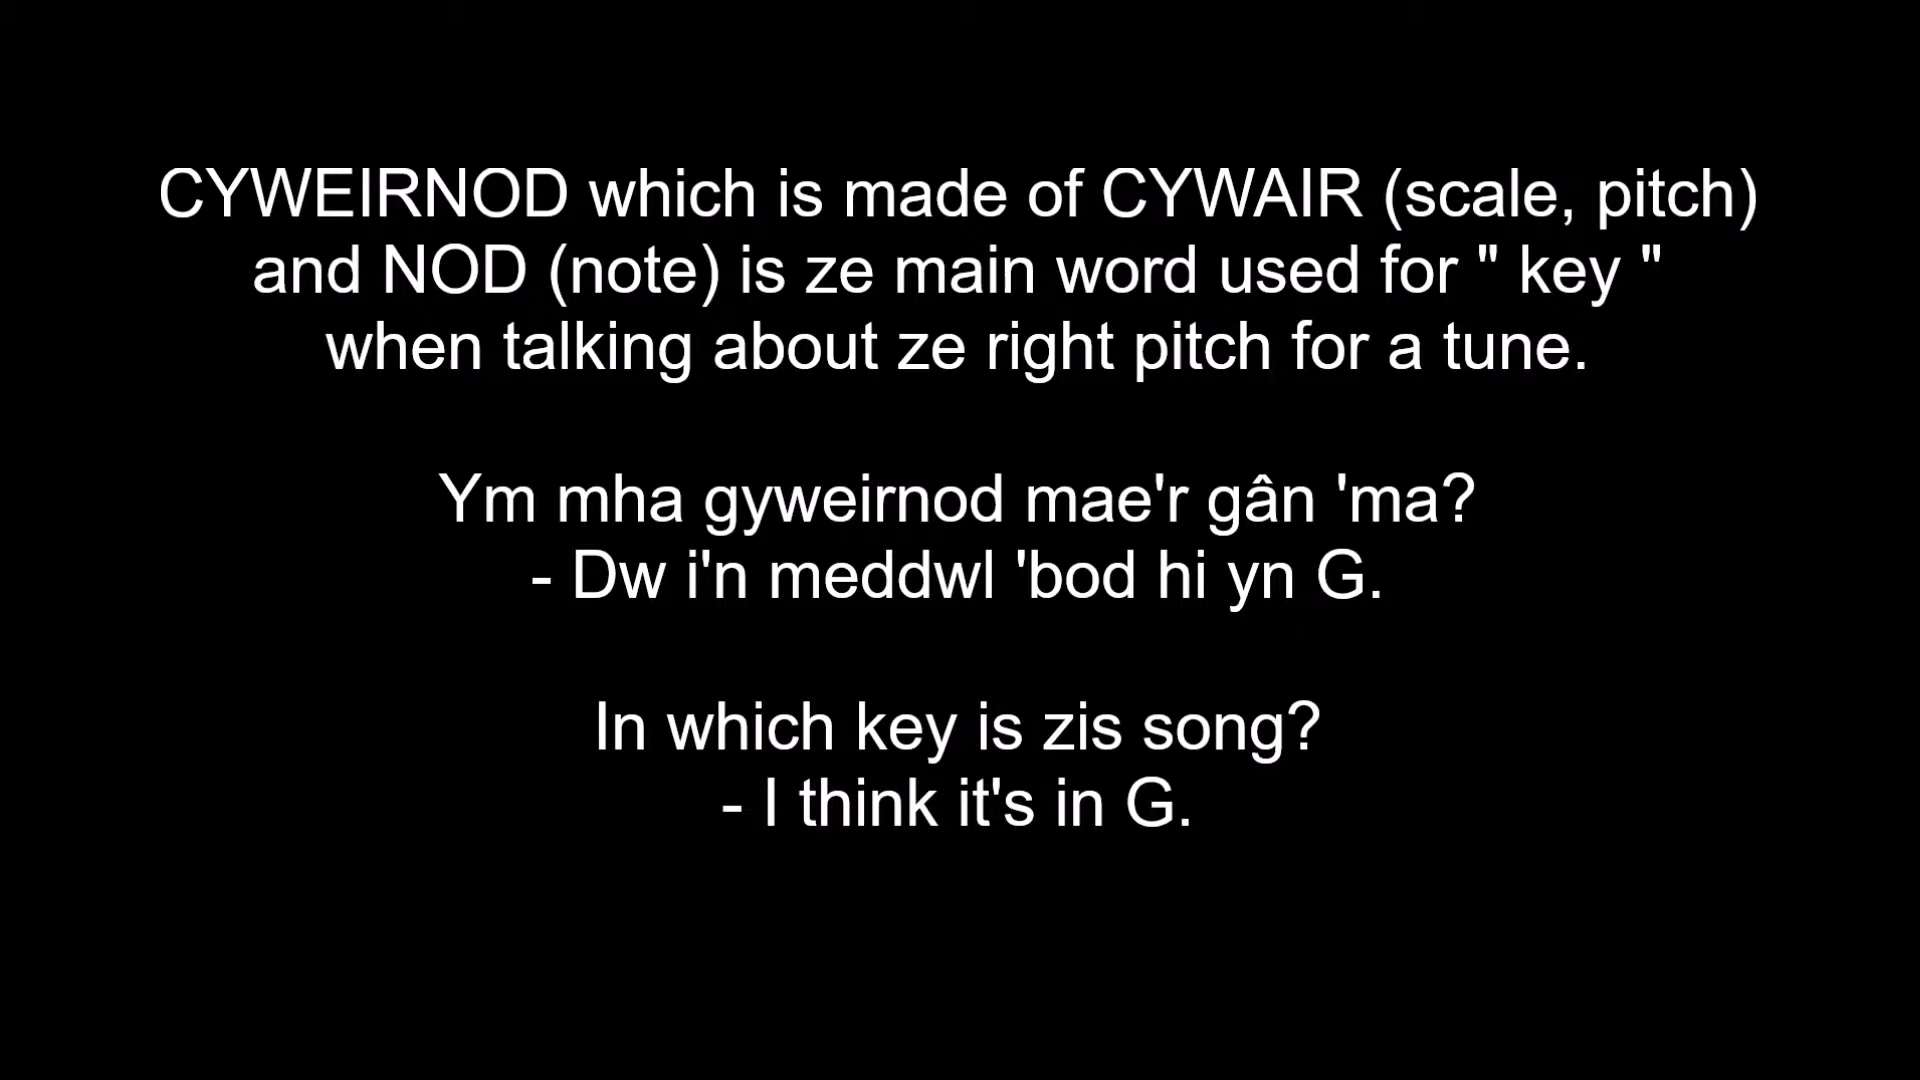 CYWEIRNOD which is made of CYWAIR (scale, pitch)
and NOD (note) is ze main word used for " key "
when talking about ze right pitch for a tune.
Ym mha gyweirnod mae'r gân 'ma?
- Dw i'n meddwl 'bod hi yn G.
In which key is zis song?
- I think it's in G.